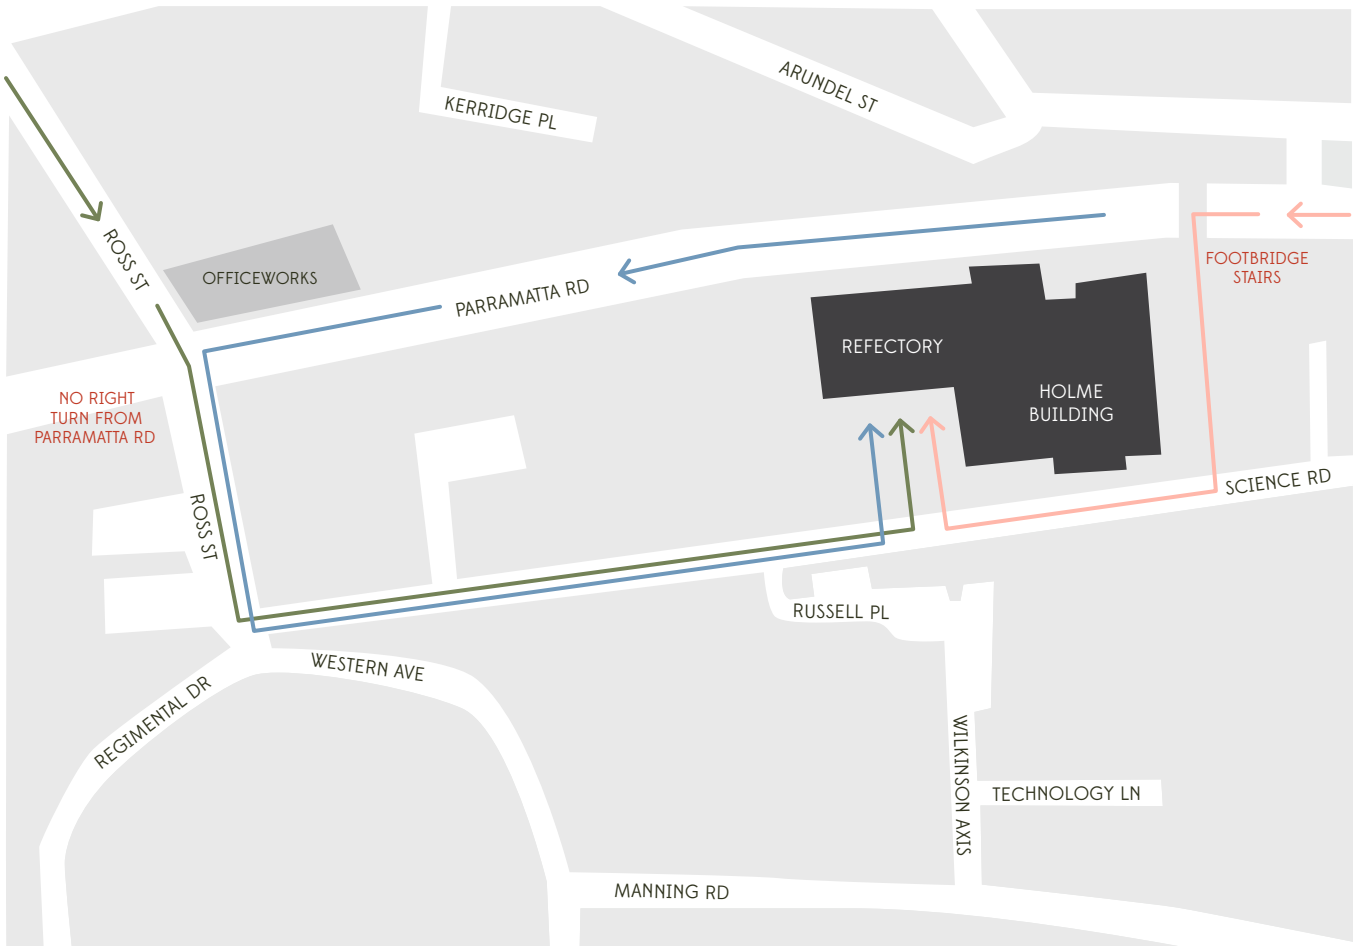 ARUNDEL ST
KERRIDGE PL
ROSS ST
OFFICEWORKS
PARRAMATTA RD
FOOTBRIDGE
STAIRS
REFECTORY
HOLME
BUILDING
NO RIGHT
TURN FROM
PARRAMATTA RD
SCIENCE RD
ROSS ST
RUSSELL PL
WESTERN AVE
REGIMENTAL DR
WILKINSON AXIS
TECHNOLOGY LN
MANNING RD